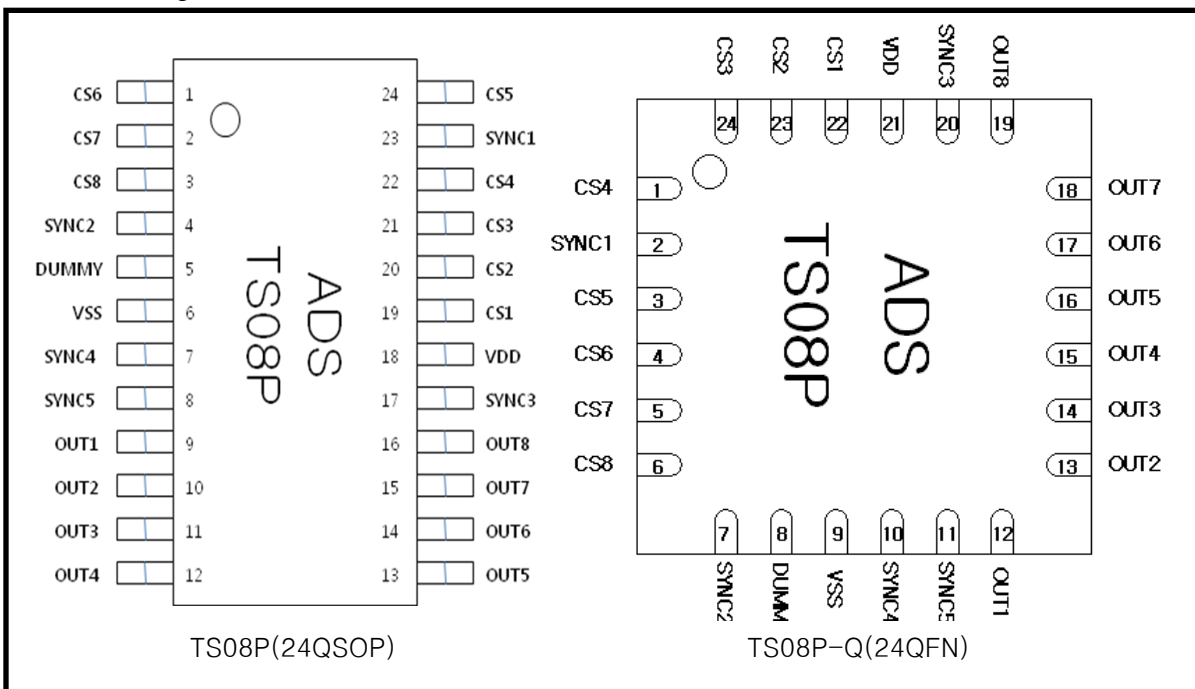 CS6 1 24 CS5
CS7 2 23 SYNC1
CS8 3 22 CS4
SYNC2 4 21 CS3
DUMMY 5 20 CS2
VSS 6 19 CS1
SYNC4 7 18 VDD
SYNC5 8 17 SYNC3
OUT1 9 16 OUT8
OUT2 10 15 OUT7
OUT3 11 14 OUT6
OUT4 12 13 OUT5
ADS
TS08P
TS08P(24QSOP)
CS3 CS2 CS1 VDD SYNC3 OUT8
24 23 22 21 20 19
CS4 1 18 OUT7
SYNC1 2 17 OUT6
CS5 3 16 OUT5
CS6 4 15 OUT4
CS7 5 14 OUT3
CS8 6 13 OUT2
ADS
TS08P
7 8 9 10 11 12
SYNC2 DUMM VSS SYNC4 SYNC5 OUT1
TS08P-Q(24QFN)